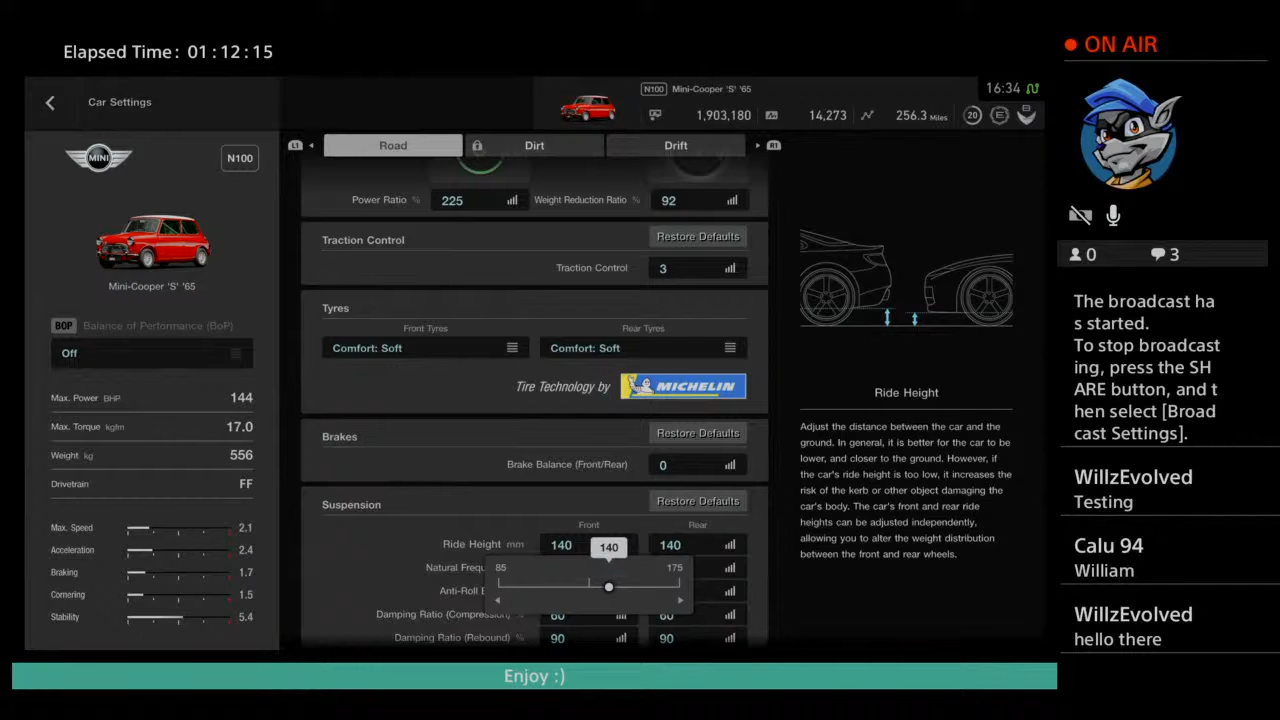 Elapsed Time: 01:12:15
ON AIR
Car Settings
N100 Mini-Cooper 'S' '65
16:34
1,903,180
14,273
256.3 Miles
20
E
MINI
N100
L1 Road Dirt Drift R1
Power Ratio % 225 Weight Reduction Ratio % 92
Traction Control Restore Defaults
Traction Control 3
Mini-Cooper 'S' '65
BOP Balance of Performance (BoP)
Off
Max. Power BHP 144
Max. Torque kgfm 17.0
Weight kg 556
Drivetrain FF
Max. Speed 2.1
Acceleration 2.4
Braking 1.7
Cornering 1.5
Stability 5.4
Tyres
Front Tyres Rear Tyres
Comfort: Soft Comfort: Soft
Tire Technology by MICHELIN
Brakes Restore Defaults
Brake Balance (Front/Rear) 0
Suspension Restore Defaults
Front Rear
Ride Height mm 140 140
140
Natural Frequ
85 175
Anti-Roll B
Damping Ratio (Compression) % 60 60
Damping Ratio (Rebound) % 90 90
Ride Height
Adjust the distance between the car and the
ground. In general, it is better for the car to be
lower, and closer to the ground. However, if
the car's ride height is too low, it increases the
risk of the kerb or other object damaging the
car's body. The car's front and rear ride
heights can be adjusted independently,
allowing you to alter the weight distribution
between the front and rear wheels.
0 3
The broadcast ha
s started.
To stop broadcast
ing, press the SH
ARE button, and t
hen select [Broad
cast Settings].
WillzEvolved
Testing
Calu 94
William
WillzEvolved
hello there
Enjoy :)